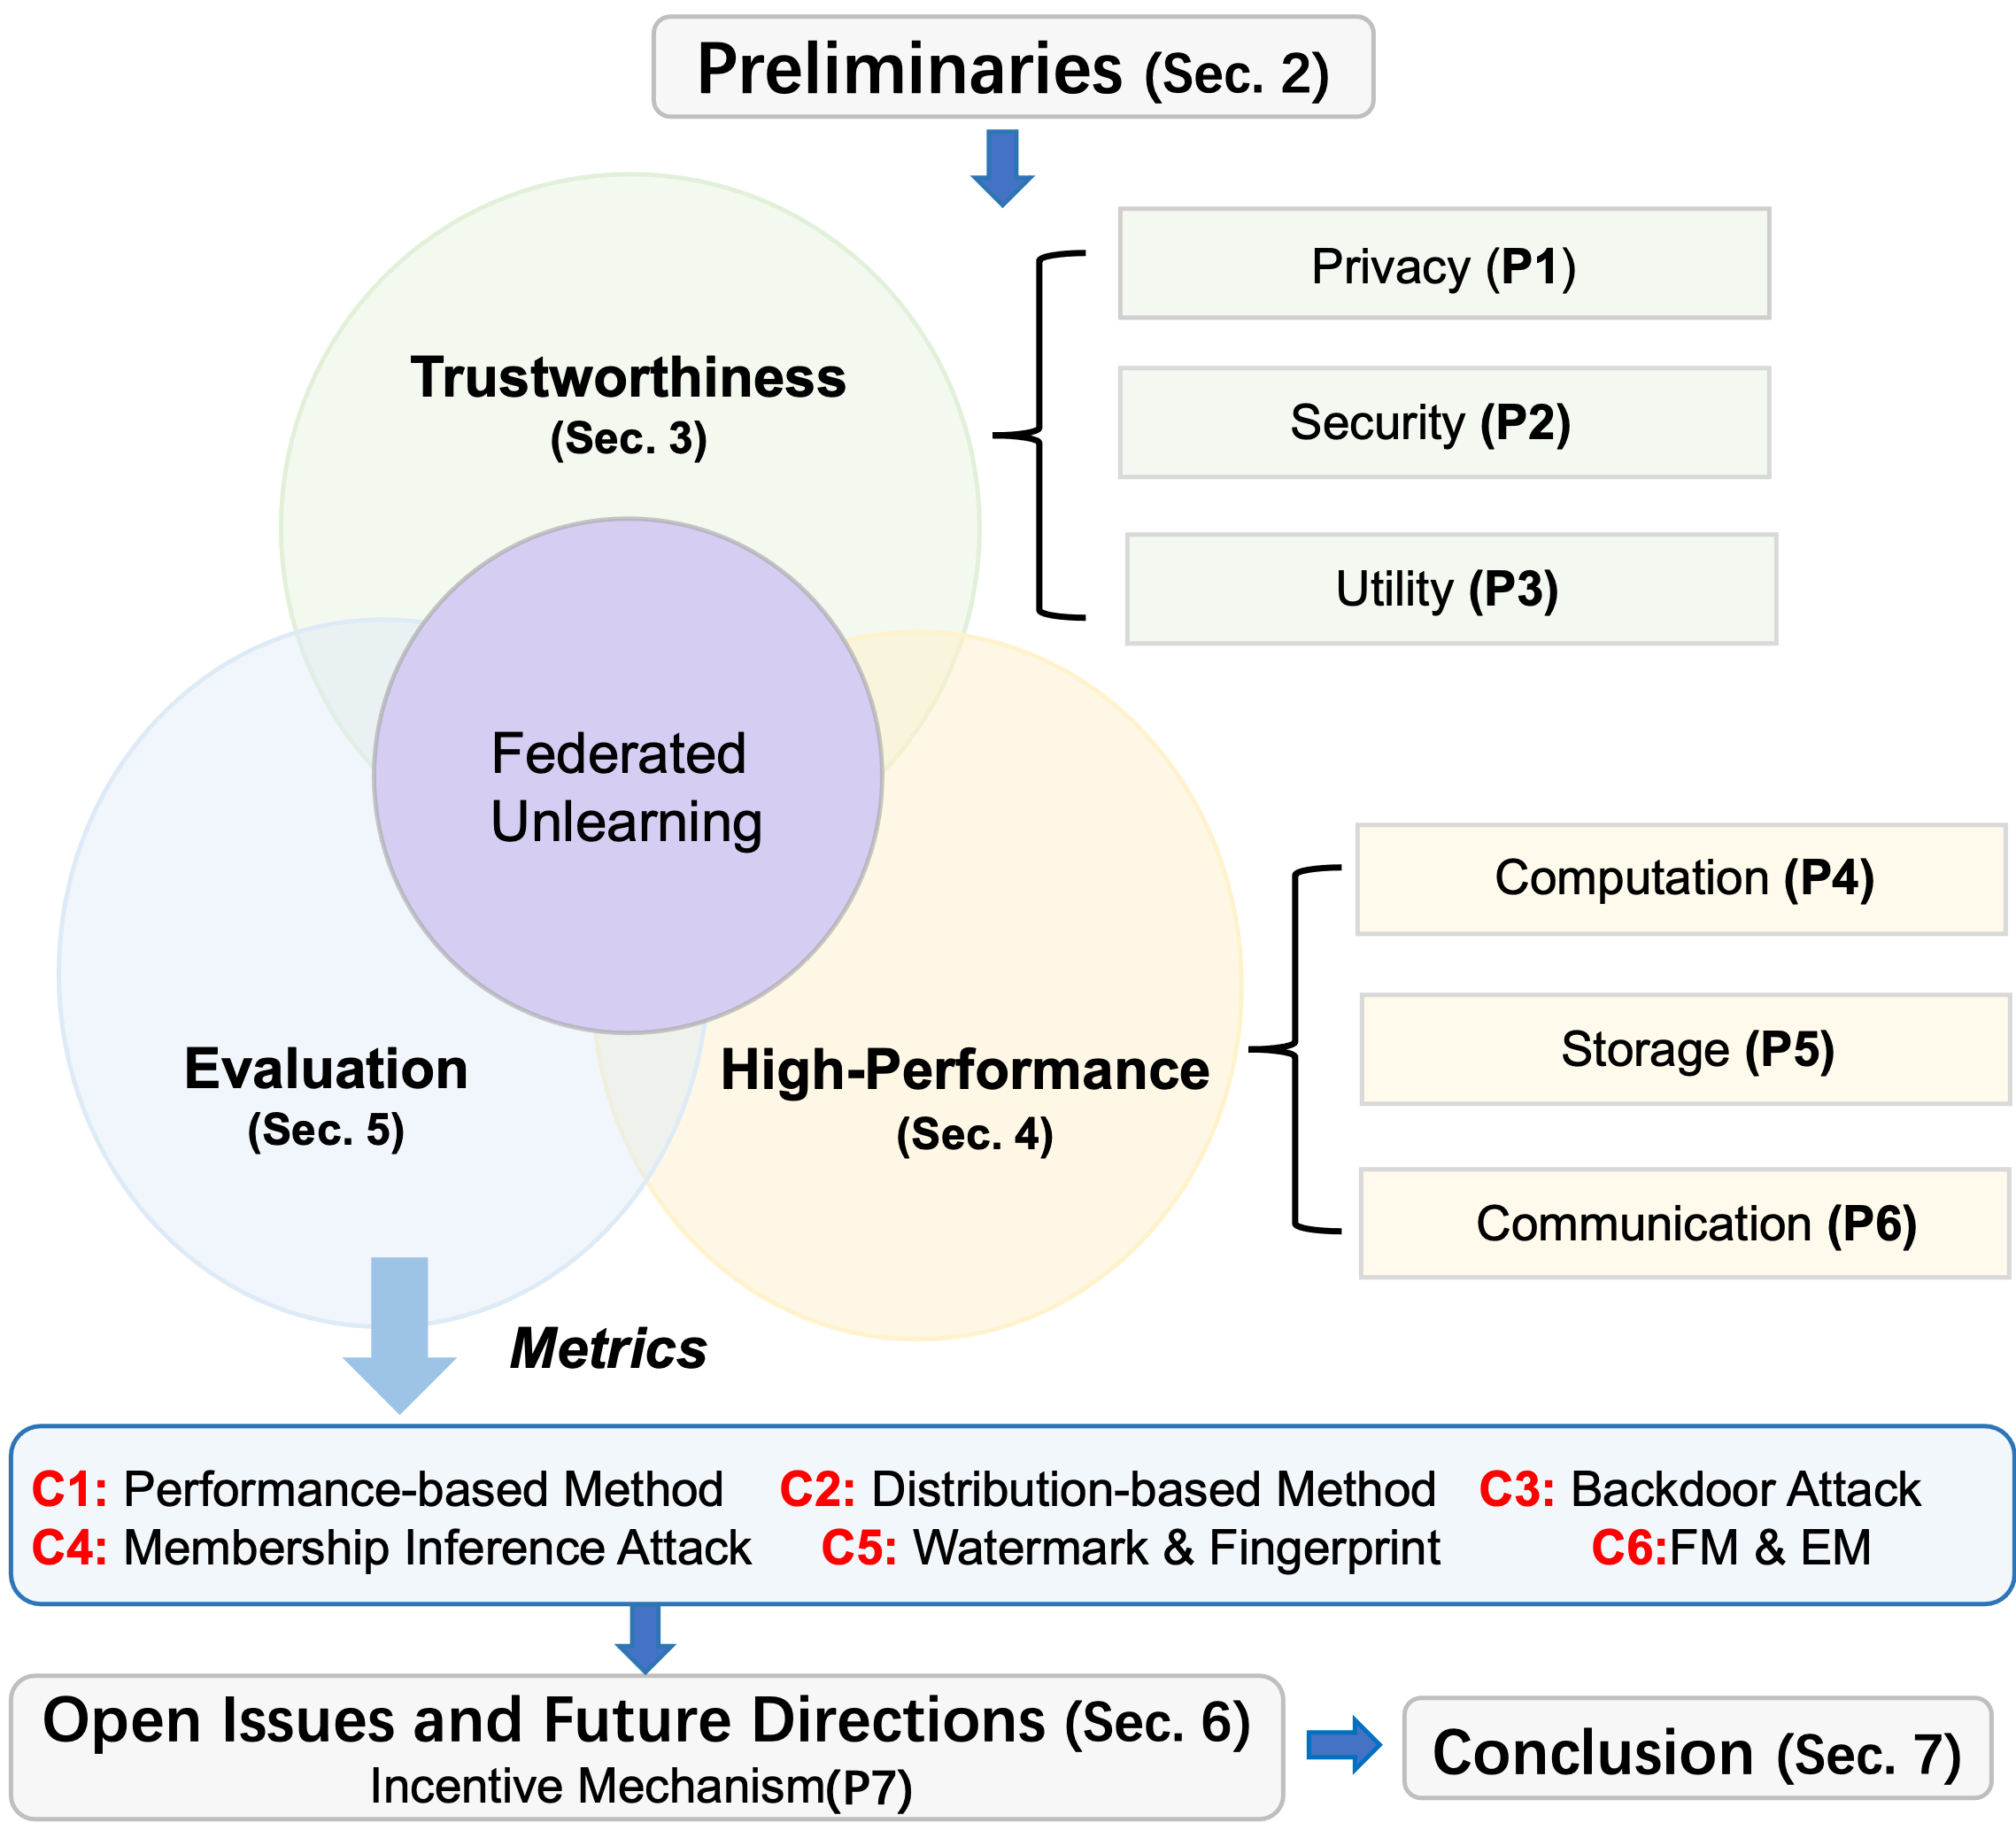 Preliminaries (Sec. 2)
Trustworthiness
(Sec. 3)
Privacy (P1)
Security (P2)
Utility (P3)
Federated
Unlearning
Evaluation
(Sec. 5)
High-Performance
(Sec. 4)
Computation (P4)
Storage (P5)
Communication (P6)
Metrics
C1: Performance-based Method C2: Distribution-based Method C3: Backdoor Attack
C4: Membership Inference Attack C5: Watermark & Fingerprint C6:FM & EM
Open Issues and Future Directions (Sec. 6)
Incentive Mechanism(P7)
Conclusion (Sec. 7)